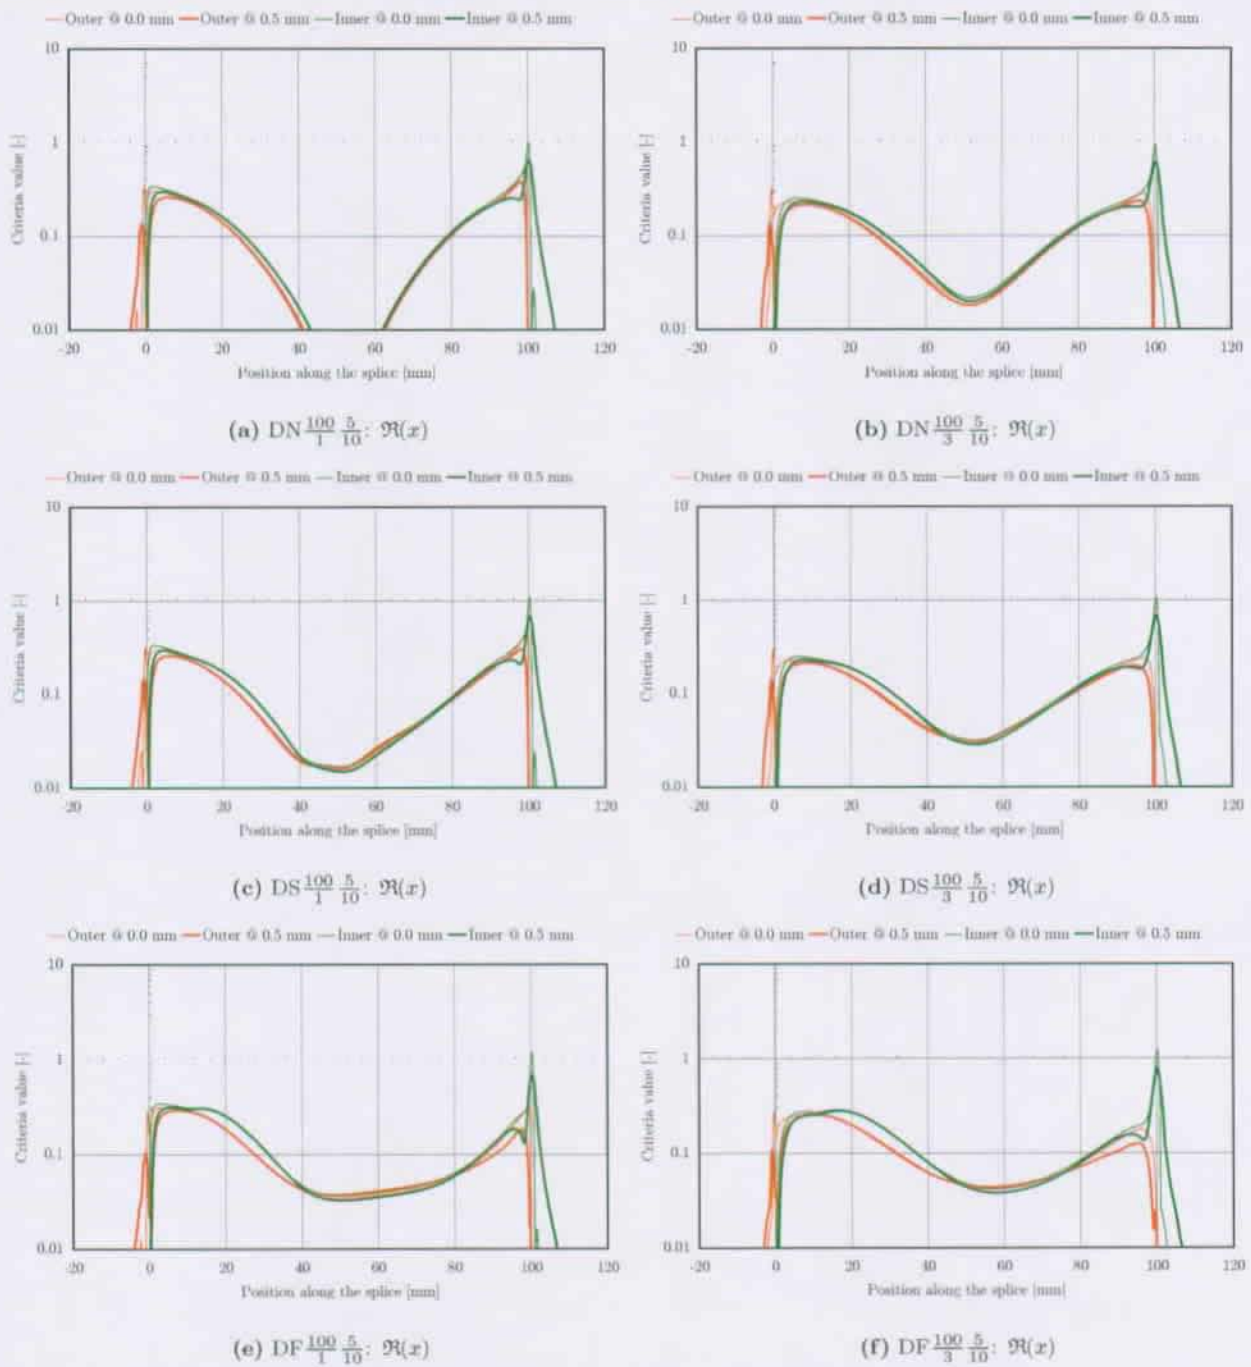 Outer @ 0.0 mm Outer @ 0.5 mm Inner @ 0.0 mm Inner @ 0.5 mm
10
1
0.1
0.01
Criteria value [-]
-20 0 20 40 60 80 100 120
Position along the splice [mm]
(a) DN 100/1 5/10: ℜ(x)
Outer @ 0.0 mm Outer @ 0.5 mm Inner @ 0.0 mm Inner @ 0.5 mm
10
1
0.1
0.01
Criteria value [-]
-20 0 20 40 60 80 100 120
Position along the splice [mm]
(b) DN 100/3 5/10: ℜ(x)
Outer @ 0.0 mm Outer @ 0.5 mm Inner @ 0.0 mm Inner @ 0.5 mm
10
1
0.1
0.01
Criteria value [-]
-20 0 20 40 60 80 100 120
Position along the splice [mm]
(c) DS 100/1 5/10: ℜ(x)
Outer @ 0.0 mm Outer @ 0.5 mm Inner @ 0.0 mm Inner @ 0.5 mm
10
1
0.1
0.01
Criteria value [-]
-20 0 20 40 60 80 100 120
Position along the splice [mm]
(d) DS 100/3 5/10: ℜ(x)
Outer @ 0.0 mm Outer @ 0.5 mm Inner @ 0.0 mm Inner @ 0.5 mm
10
1
0.1
0.01
Criteria value [-]
-20 0 20 40 60 80 100 120
Position along the splice [mm]
(e) DF 100/1 5/10: ℜ(x)
Outer @ 0.0 mm Outer @ 0.5 mm Inner @ 0.0 mm Inner @ 0.5 mm
10
1
0.1
0.01
Criteria value [-]
-20 0 20 40 60 80 100 120
Position along the splice [mm]
(f) DF 100/3 5/10: ℜ(x)